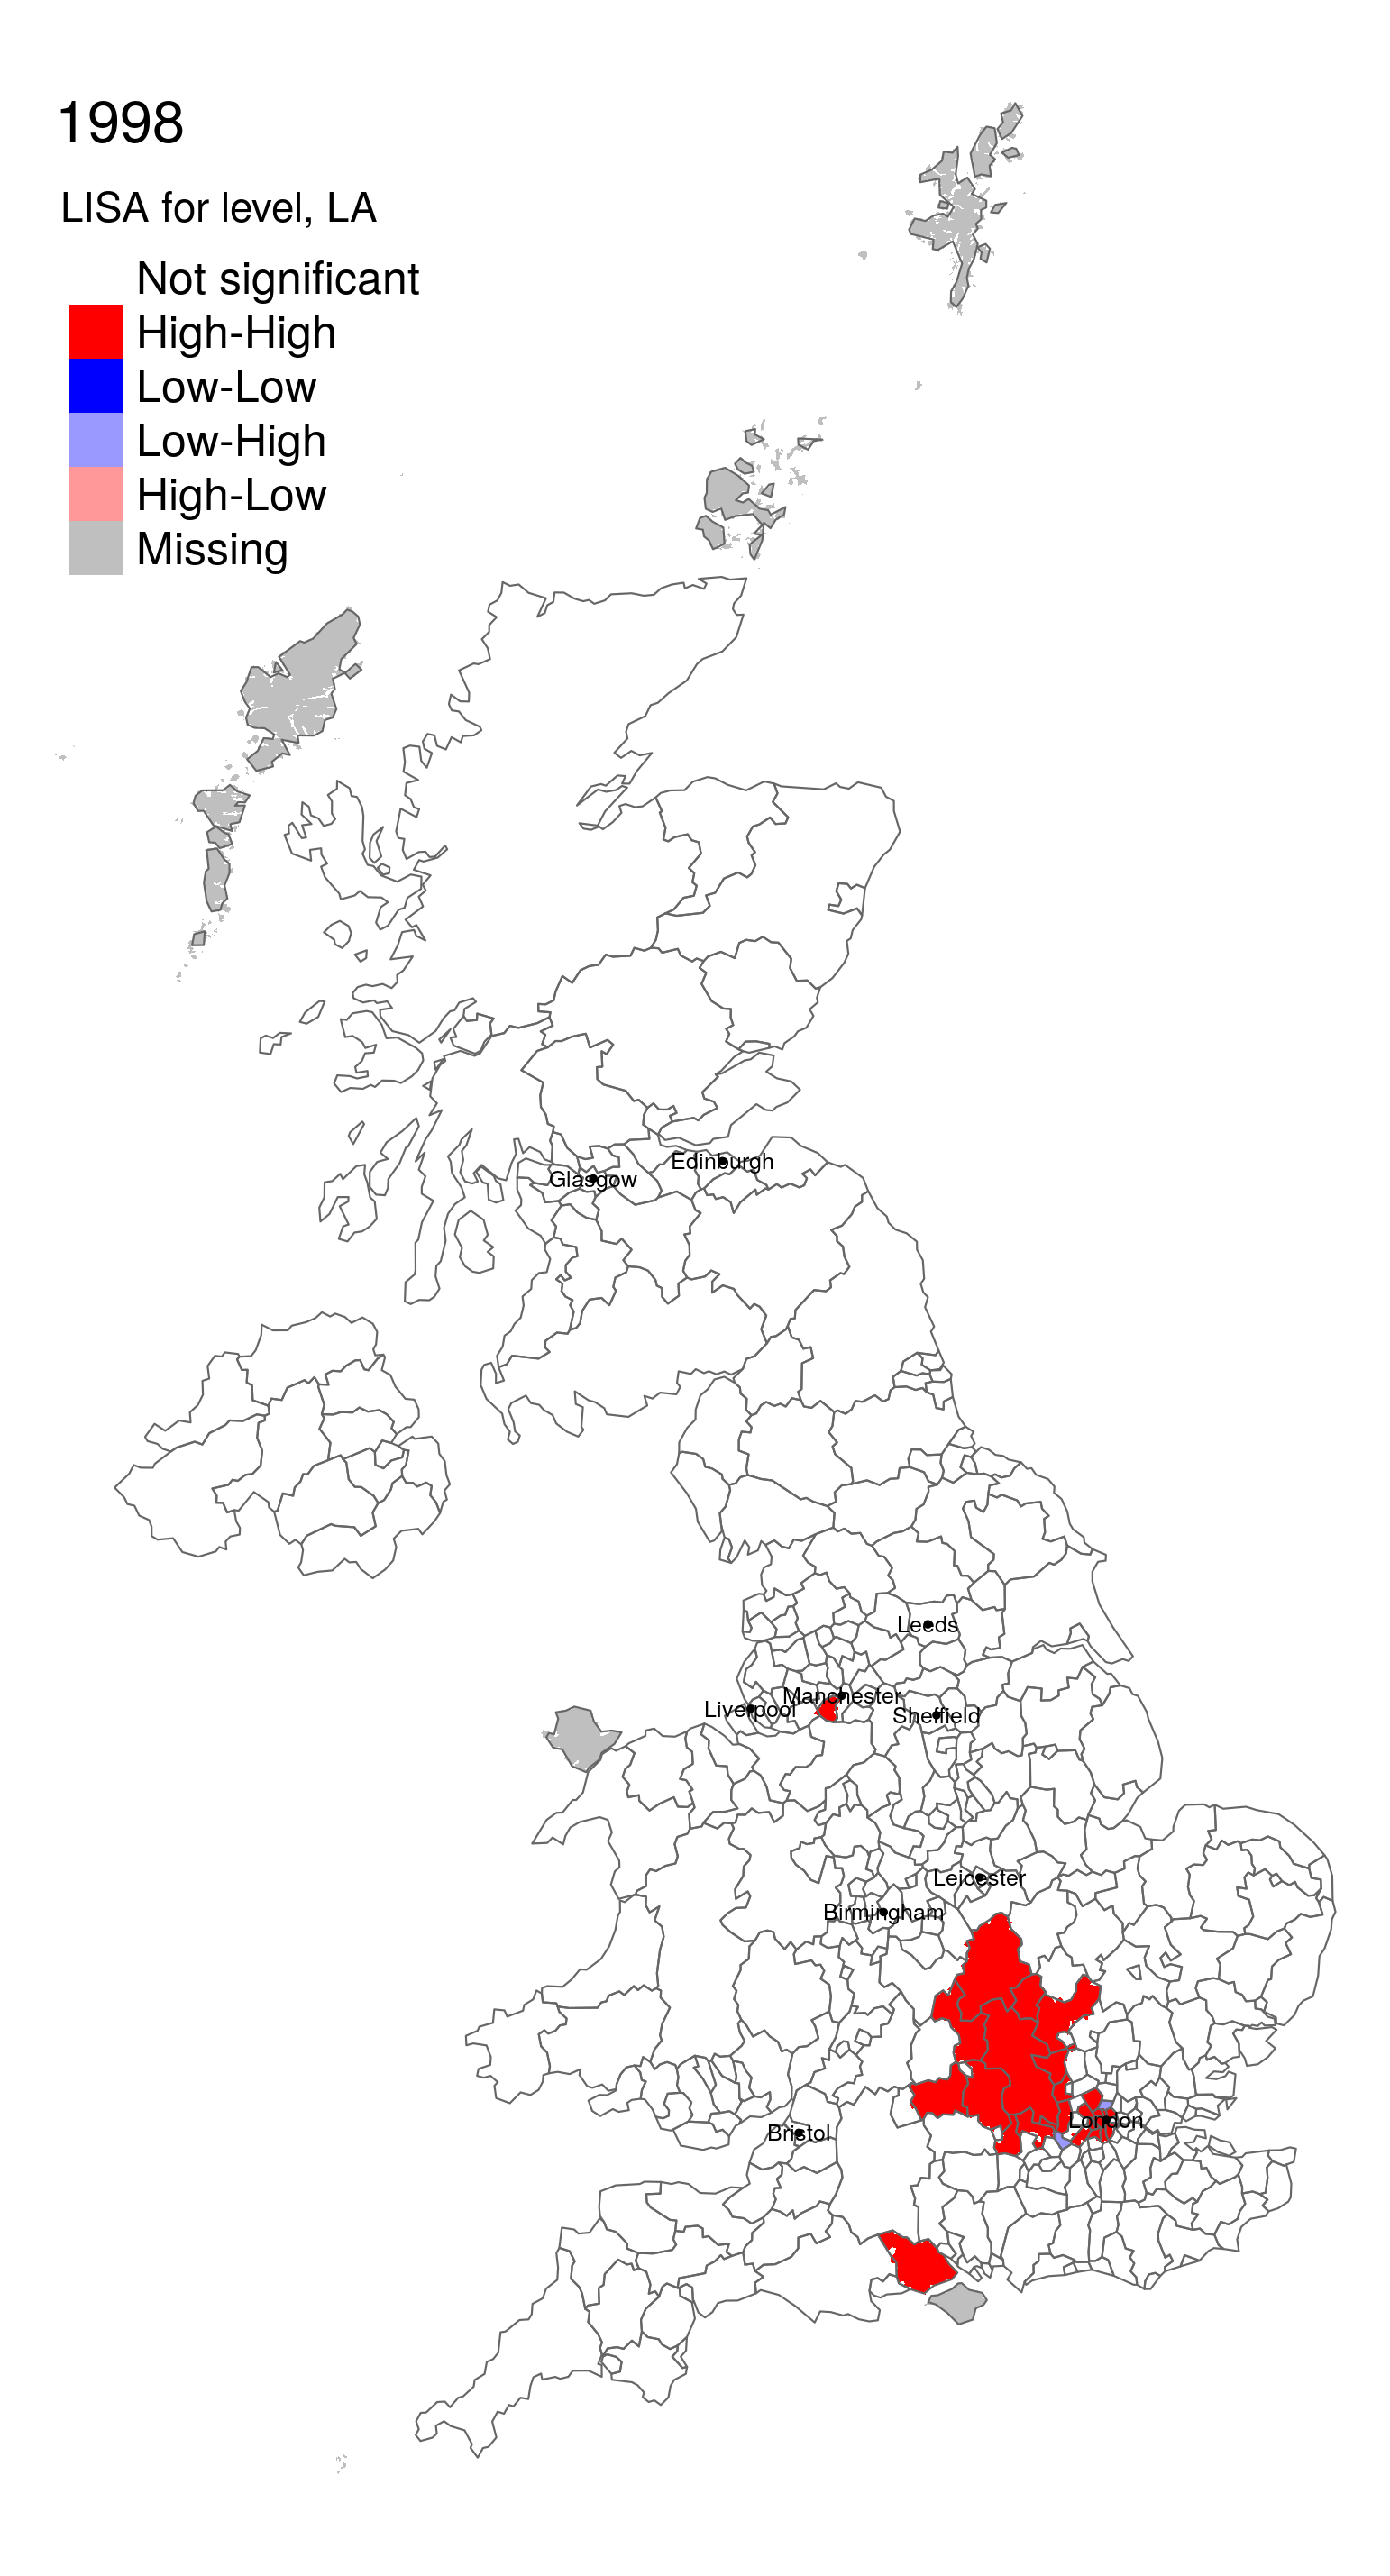 1998
LISA for level, LA
Not significant
High-High
Low-Low
Low-High
High-Low
Missing
Edinburgh
Glasgow
Leeds
Manchester
Liverpool
Sheffield
Leicester
Birmingham
London
Bristol